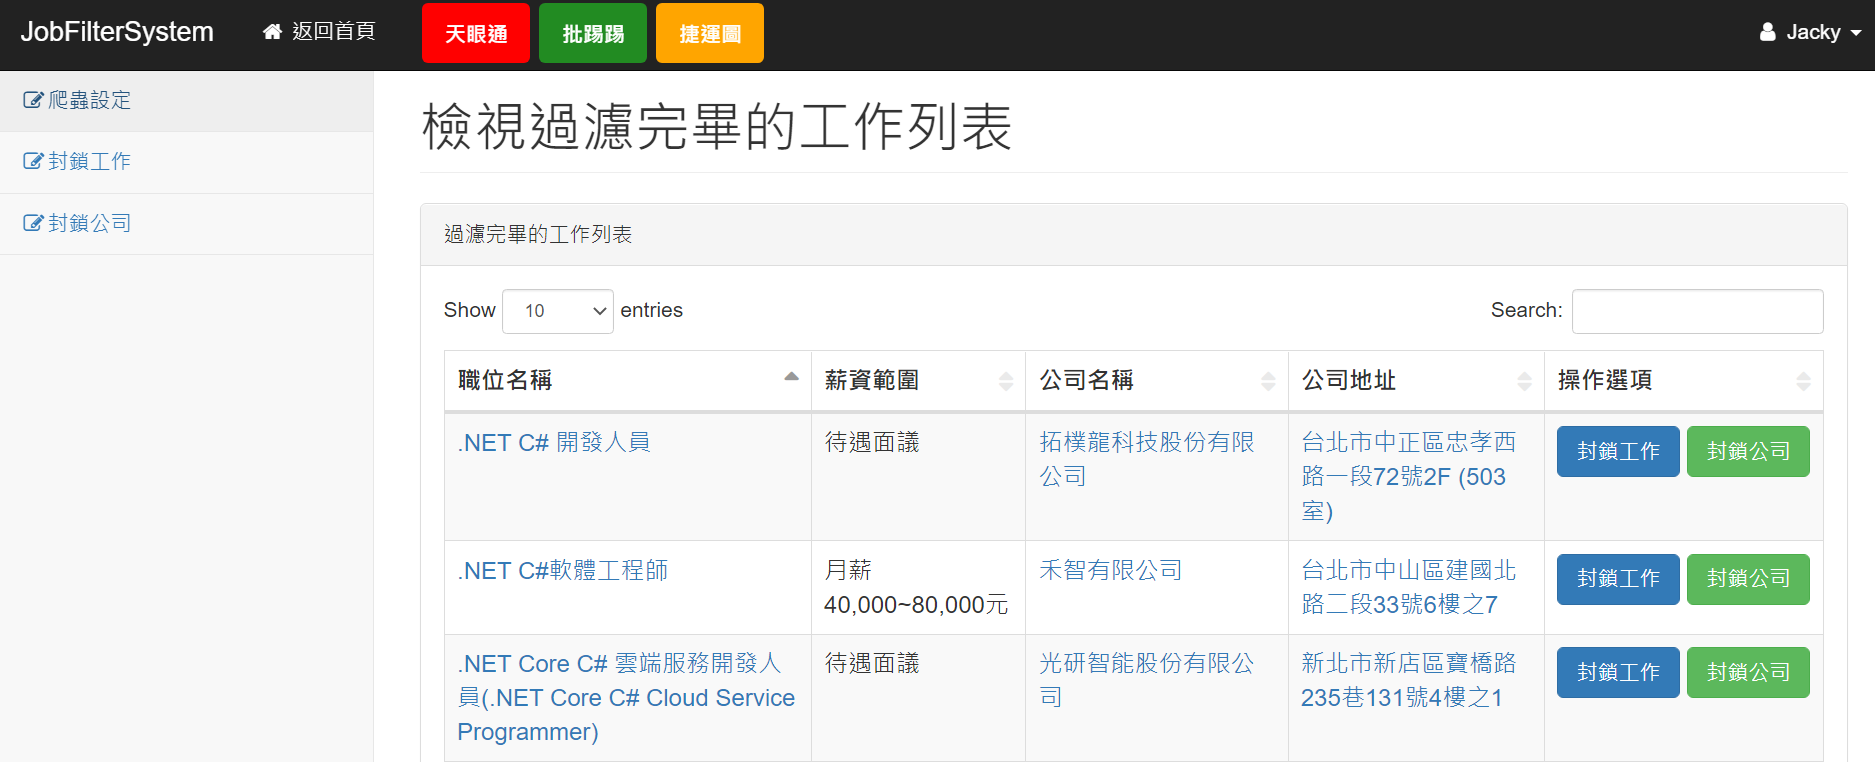 JobFilterSystem 返回首頁 天眼通 批踢踢 捷運圖 Jacky
爬蟲設定
封鎖工作
封鎖公司
檢視過濾完畢的工作列表
過濾完畢的工作列表
Show 10 entries Search:
職位名稱 薪資範圍 公司名稱 公司地址 操作選項
.NET C# 開發人員 待遇面議 拓樸龍科技股份有限 台北市中正區忠孝西 封鎖工作 封鎖公司
公司 路一段72號2F (503
室)
.NET C#軟體工程師 月薪 禾智有限公司 台北市中山區建國北 封鎖工作 封鎖公司
40,000~80,000元 路二段33號6樓之7
.NET Core C# 雲端服務開發人 待遇面議 光研智能股份有限公 新北市新店區寶橋路 封鎖工作 封鎖公司
員(.NET Core C# Cloud Service 司 235巷131號4樓之1
Programmer)